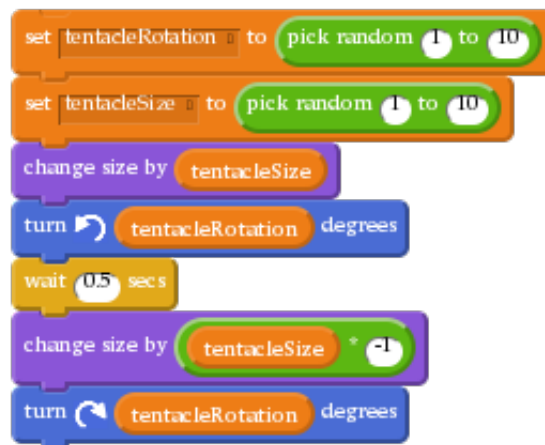 set tentacleRotation to pick random 1 to 10
set tentacleSize to pick random 1 to 10
change size by tentacleSize
turn tentacleRotation degrees
wait 0.5 secs
change size by tentacleSize * -1
turn tentacleRotation degrees